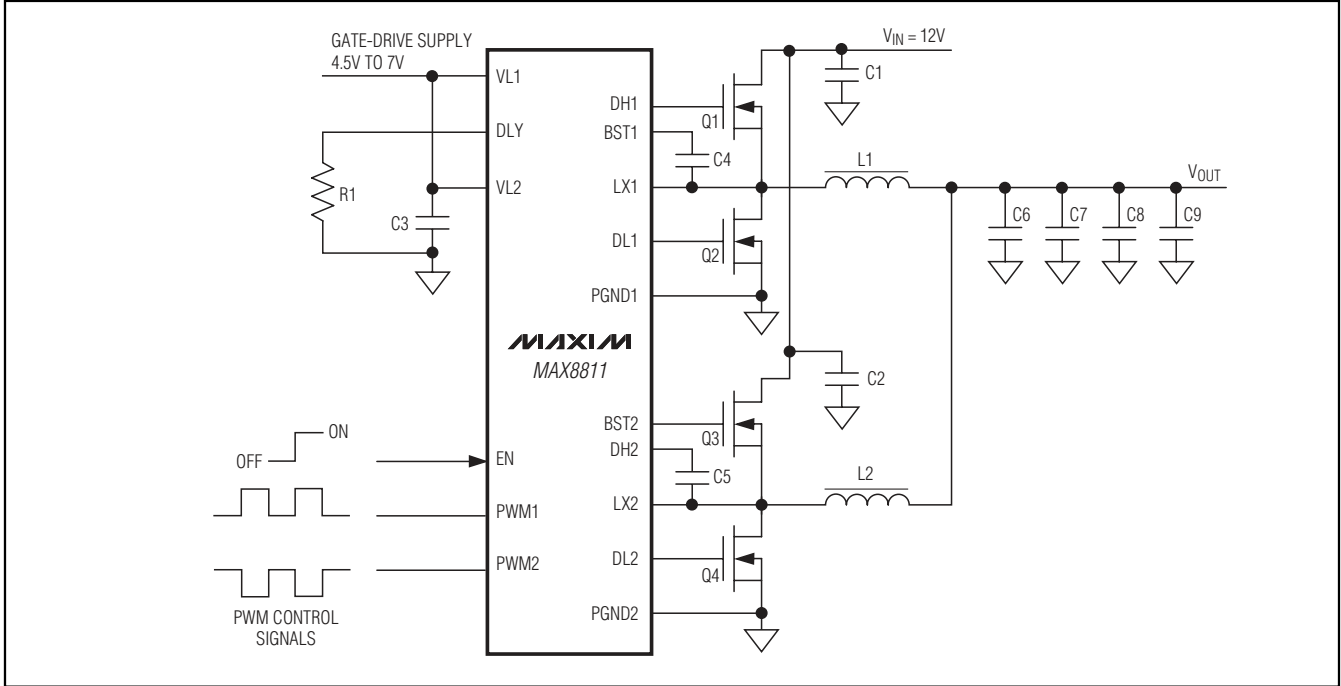 GATE-DRIVE SUPPLY
4.5V TO 7V
VIN = 12V
VL1
C1
DH1
Q1
BST1
DLY
C4
L1
R1
VL2
LX1
VOUT
C3
C6
C7
C8
C9
DL1
Q2
PGND1
MAXIM
MAX8811
C2
BST2
Q3
DH2
ON
OFF
EN
C5
L2
LX2
PWM1
DL2
PWM2
Q4
PGND2
PWM CONTROL
SIGNALS